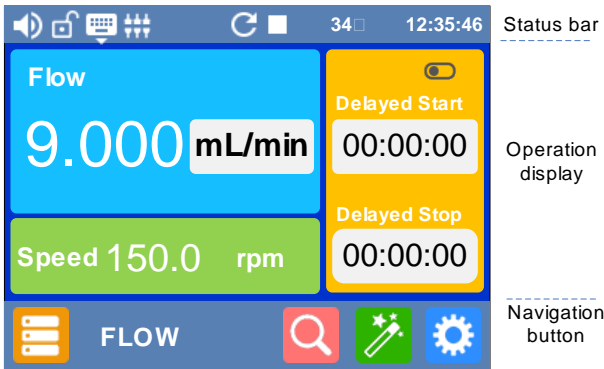 34□ 12:35:46
Status bar
Flow
9.000 mL/min
Speed 150.0 rpm
Delayed Start
00:00:00
Delayed Stop
00:00:00
Operation
display
FLOW
Navigation
button